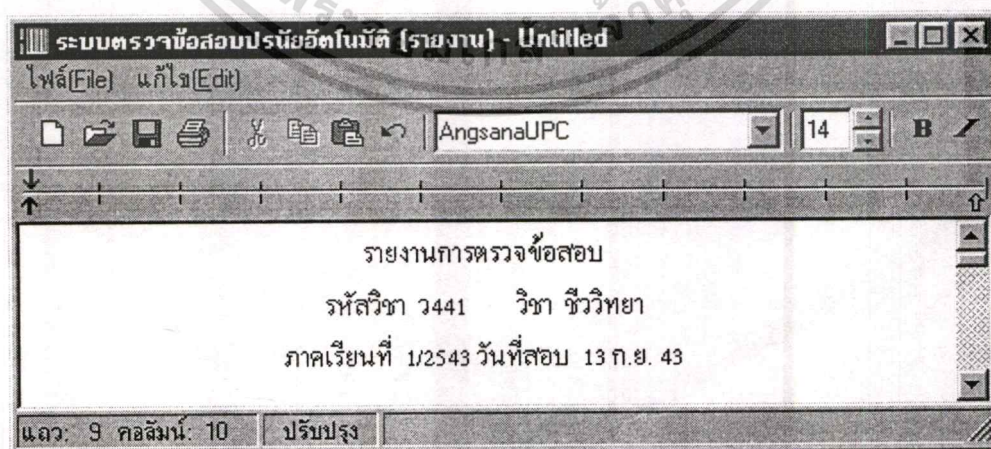 ระบบตรวจข้อสอบปรนัยอัตโนมัติ (รายงาน) - Untitled
ไฟล์(File) แก้ไข(Edit)
AngsanaUPC 14 B I
รายงานการตรวจข้อสอบ
รหัสวิชา ว441 วิชา ชีววิทยา
ภาคเรียนที่ 1/2543 วันที่สอบ 13 ก.ย. 43
แถว: 9 คอลัมน์: 10 ปรับปรุง